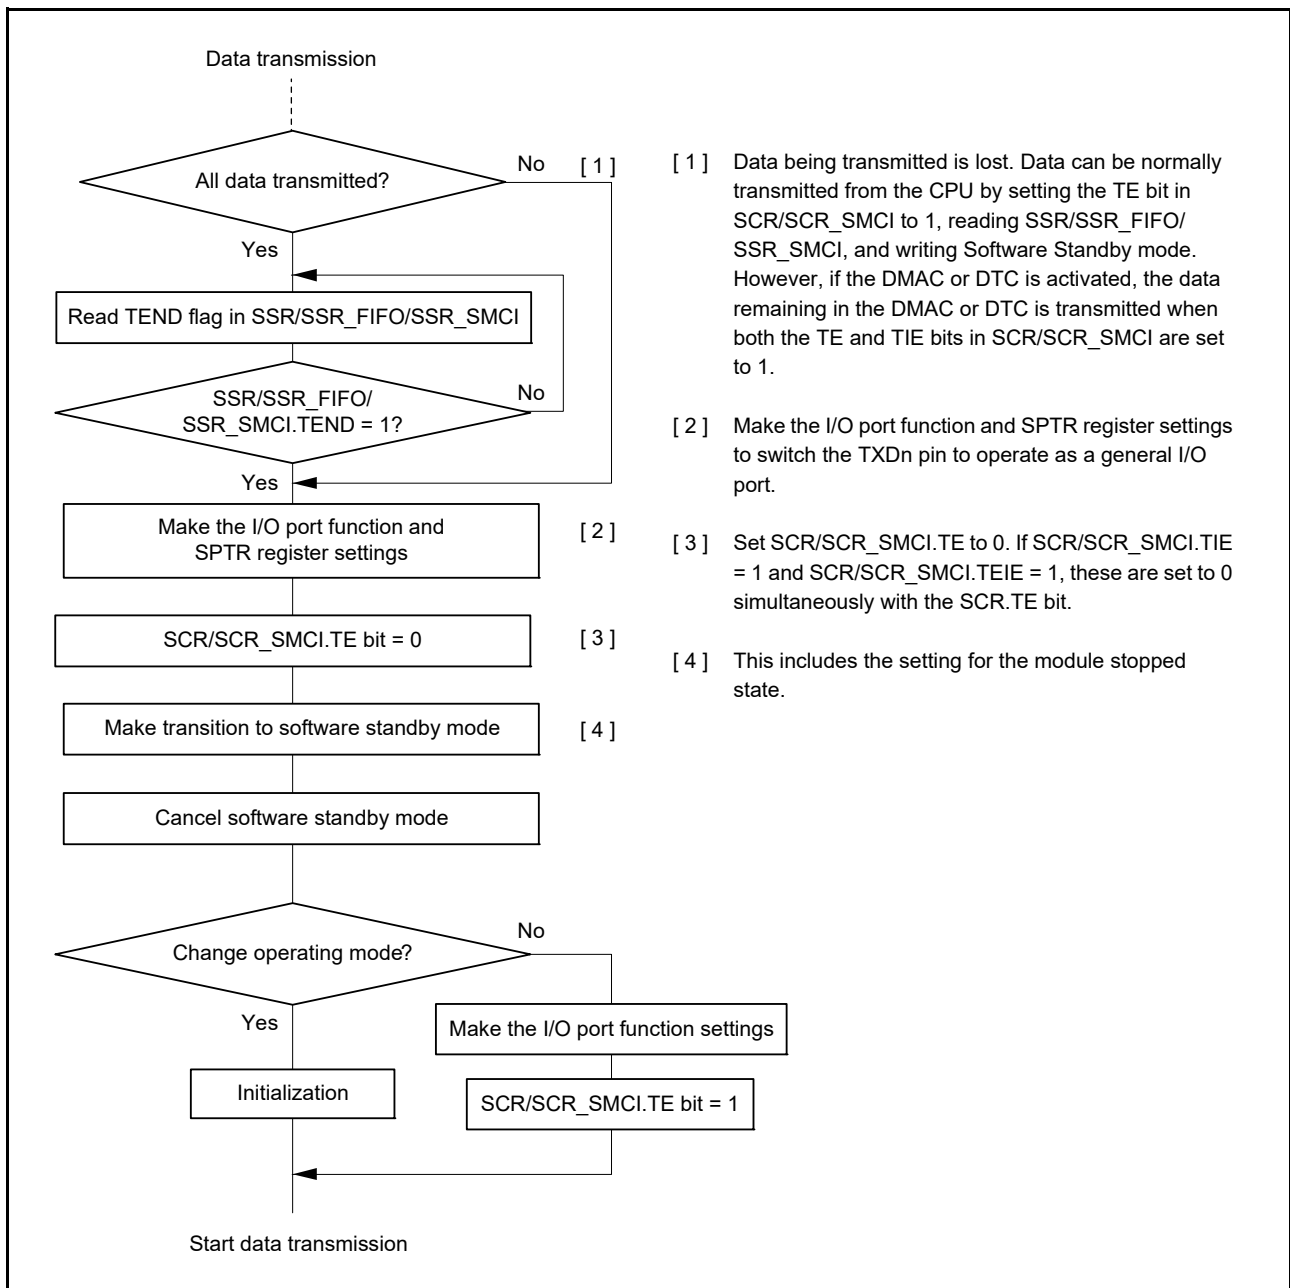 Data transmission
All data transmitted?
No
[ 1 ]
Yes
Read TEND flag in SSR/SSR_FIFO/SSR_SMCI
SSR/SSR_FIFO/
SSR_SMCI.TEND = 1?
No
Yes
Make the I/O port function and
SPTR register settings
[ 2 ]
SCR/SCR_SMCI.TE bit = 0
[ 3 ]
Make transition to software standby mode
[ 4 ]
Cancel software standby mode
Change operating mode?
No
Yes
Make the I/O port function settings
Initialization
SCR/SCR_SMCI.TE bit = 1
Start data transmission
[ 1 ] Data being transmitted is lost. Data can be normally
transmitted from the CPU by setting the TE bit in
SCR/SCR_SMCI to 1, reading SSR/SSR_FIFO/
SSR_SMCI, and writing Software Standby mode.
However, if the DMAC or DTC is activated, the data
remaining in the DMAC or DTC is transmitted when
both the TE and TIE bits in SCR/SCR_SMCI are set
to 1.
[ 2 ] Make the I/O port function and SPTR register settings
to switch the TXDn pin to operate as a general I/O
port.
[ 3 ] Set SCR/SCR_SMCI.TE to 0. If SCR/SCR_SMCI.TIE
= 1 and SCR/SCR_SMCI.TEIE = 1, these are set to 0
simultaneously with the SCR.TE bit.
[ 4 ] This includes the setting for the module stopped
state.